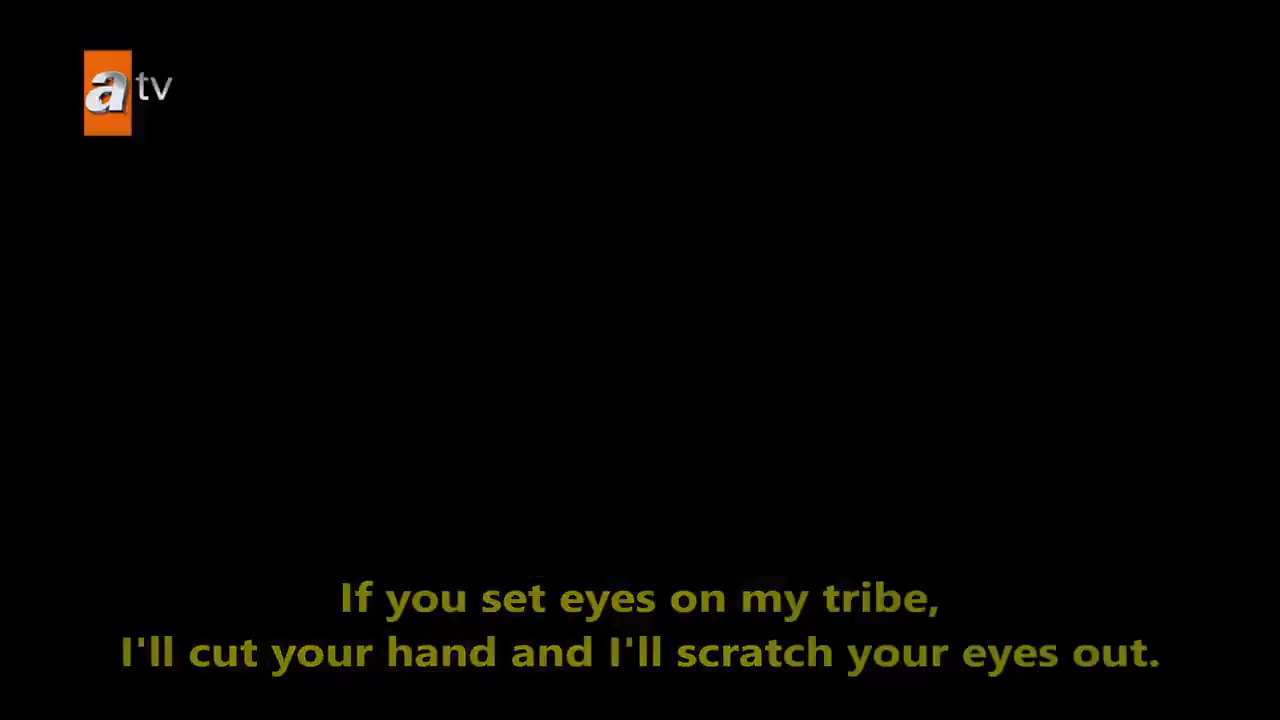 atv
If you set eyes on my tribe,
I'll cut your hand and I'll scratch your eyes out.